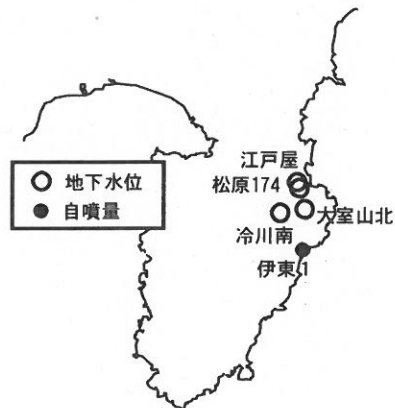 江戸屋
松原174
地下水位
自噴量
大室山北
冷川南
伊東1